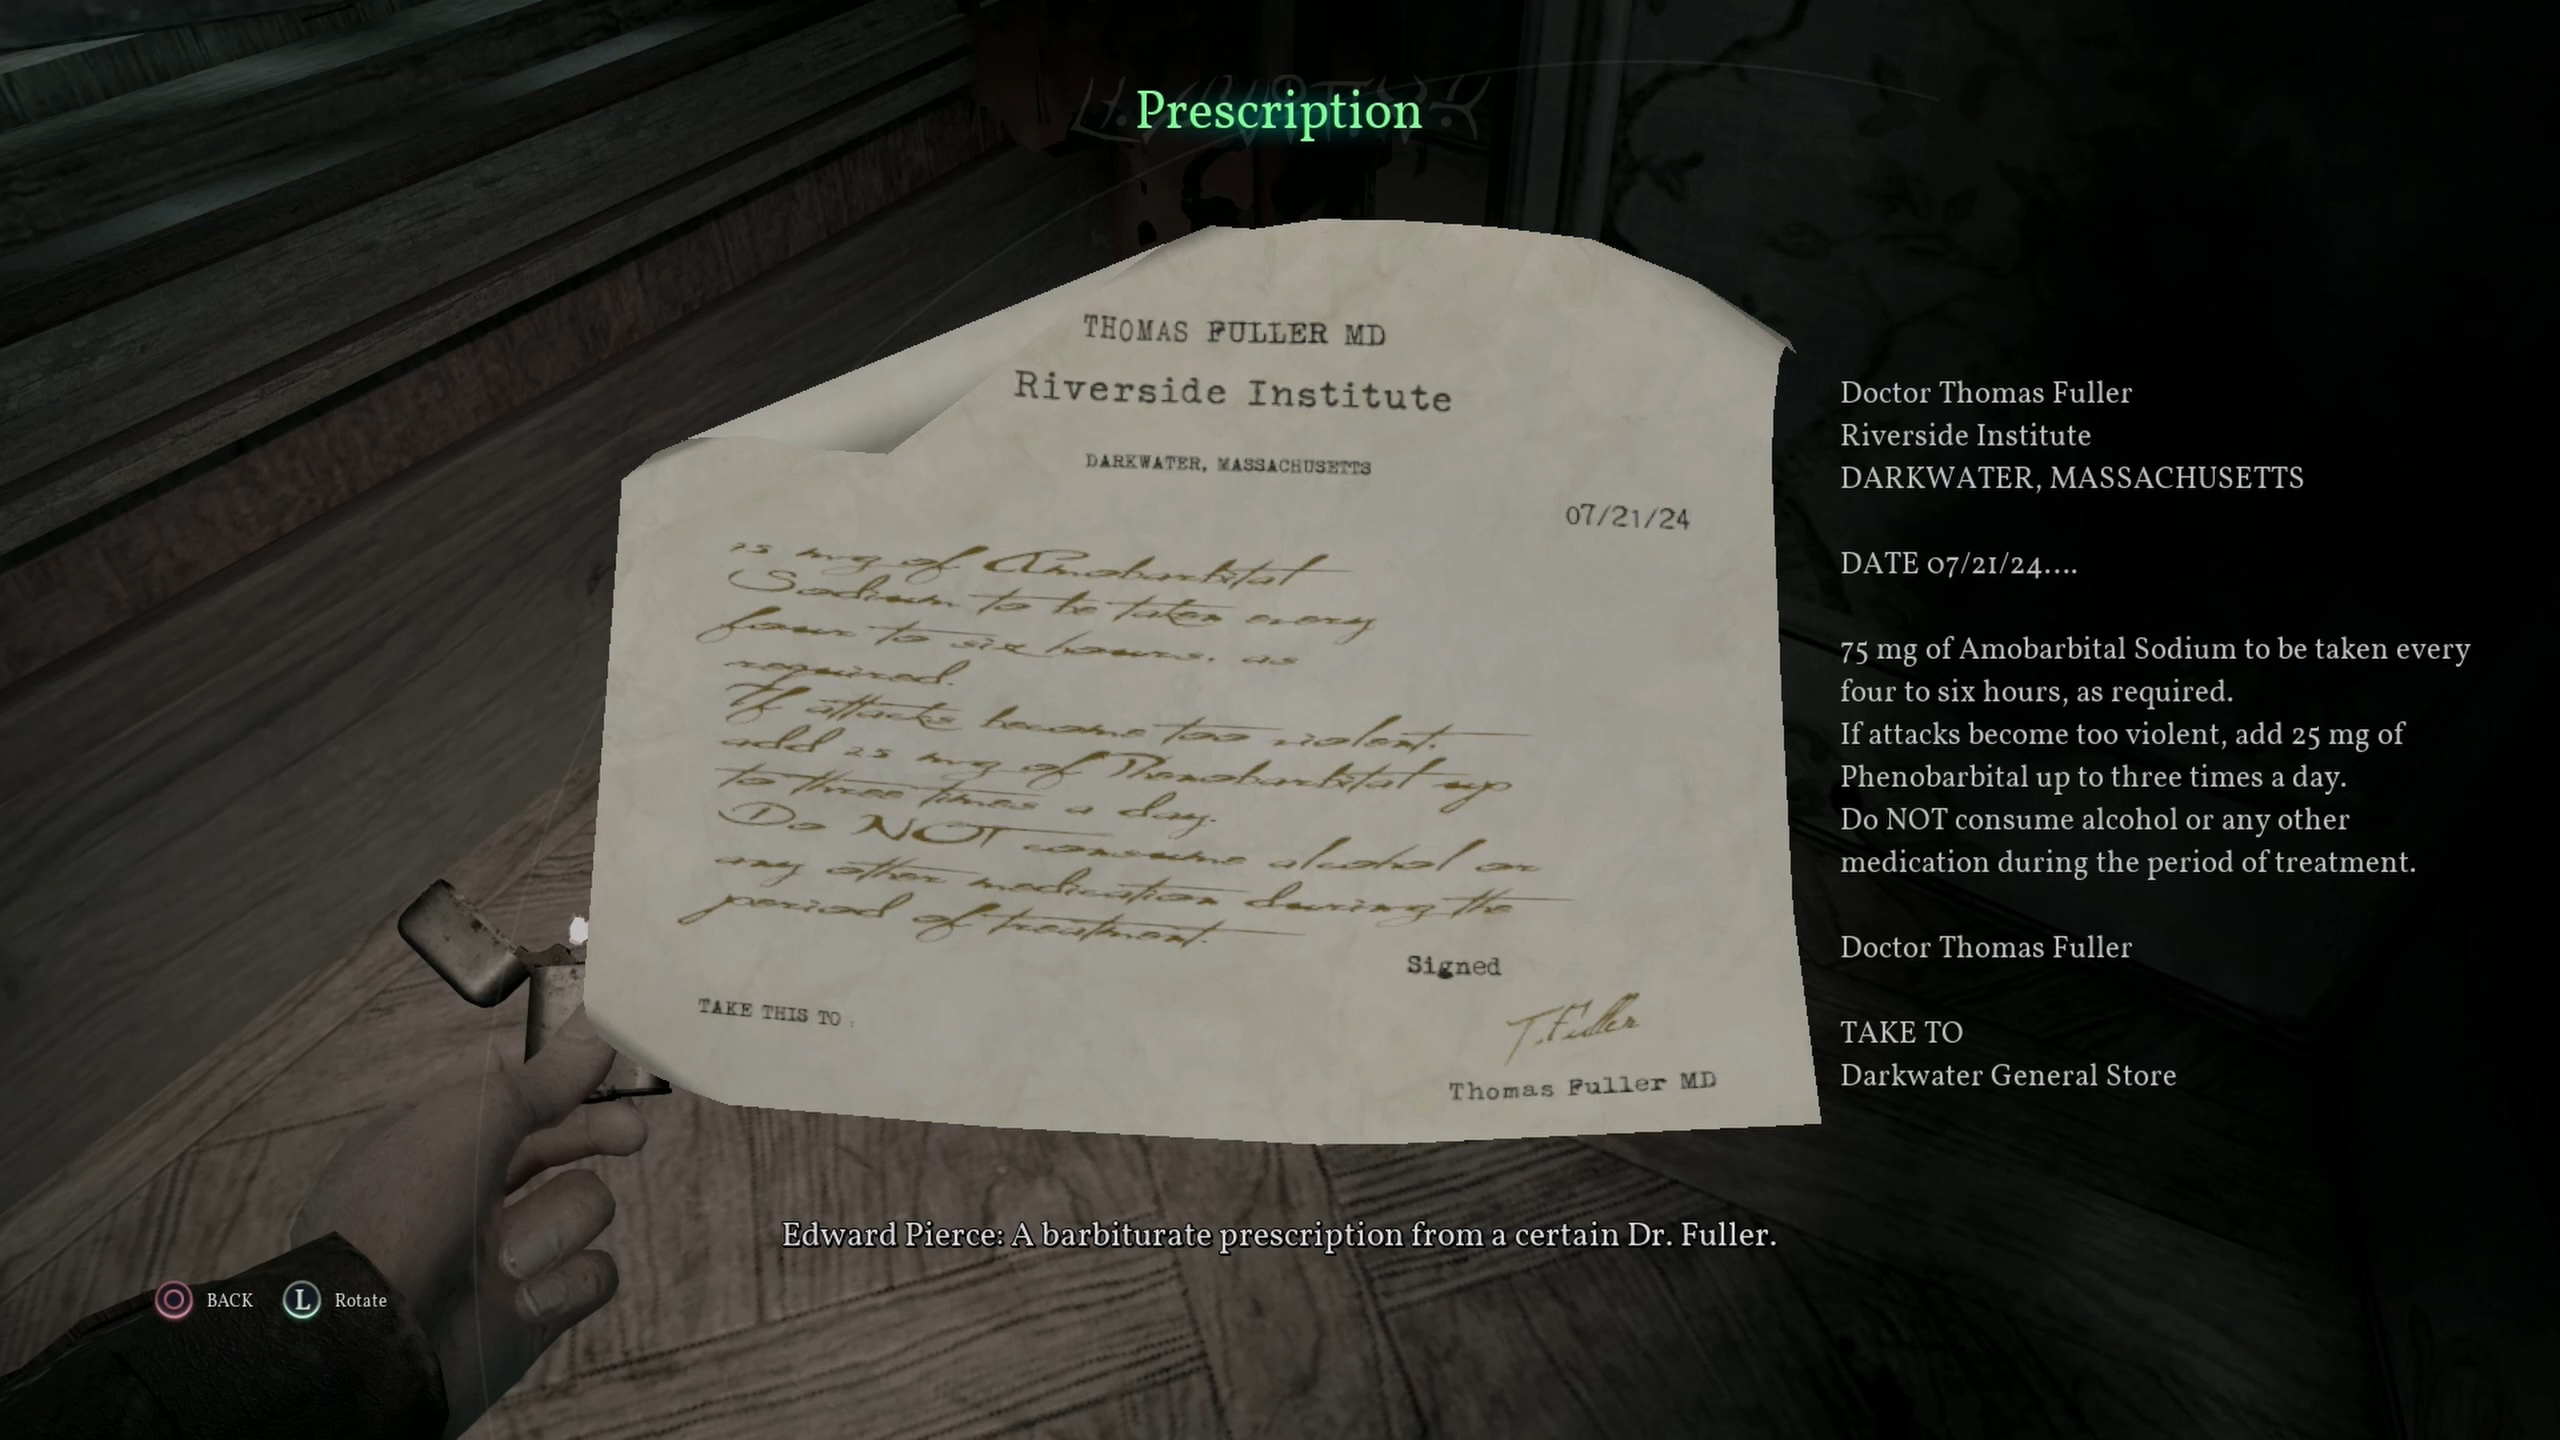 Prescription
THOMAS FULLER MD
Riverside Institute
DARKWATER, MASSACHUSETTS
07/21/24
75 mg of Amobarbital
Sodium to be taken every
four to six hours, as
required.
If attacks become too violent,
add 25 mg of Phenobarbital up
to three times a day.
Do NOT consume alcohol or
any other medication during the
period of treatment.
Signed
T.Fuller
Thomas Fuller MD
TAKE THIS TO :
Doctor Thomas Fuller
Riverside Institute
DARKWATER, MASSACHUSETTS
DATE 07/21/24....
75 mg of Amobarbital Sodium to be taken every
four to six hours, as required.
If attacks become too violent, add 25 mg of
Phenobarbital up to three times a day.
Do NOT consume alcohol or any other
medication during the period of treatment.
Doctor Thomas Fuller
TAKE TO
Darkwater General Store
Edward Pierce: A barbiturate prescription from a certain Dr. Fuller.
BACK
L Rotate